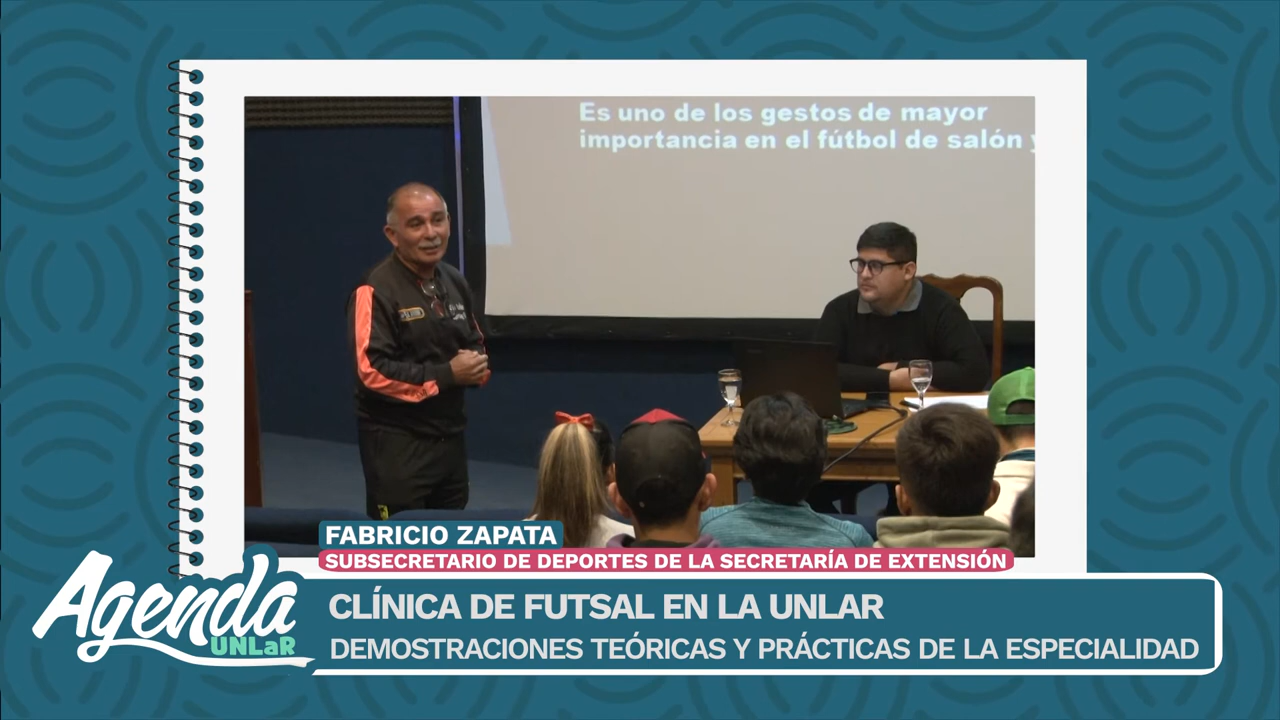 Es uno de los gestos de mayor
importancia en el fútbol de salón y
FABRICIO ZAPATA
SUBSECRETARIO DE DEPORTES DE LA SECRETARÍA DE EXTENSIÓN
Agenda
UNLaR
CLÍNICA DE FUTSAL EN LA UNLAR
DEMOSTRACIONES TEÓRICAS Y PRÁCTICAS DE LA ESPECIALIDAD